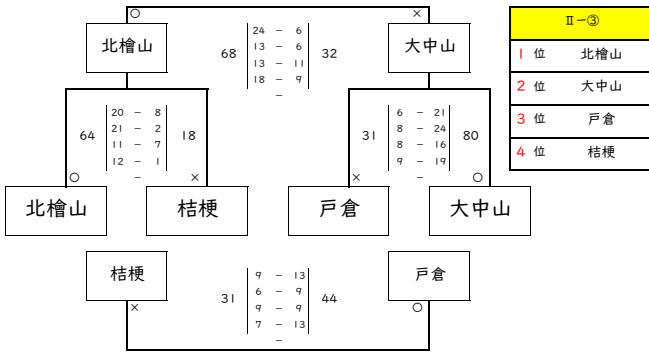 ○ ×
北檜山 68 24 － 6 32 大中山
13 － 6
13 － 11
18 － 9
－
64 20 － 8 18
21 － 2
11 － 7
12 － 1
－
31 6 － 21 80
8 － 24
8 － 16
9 － 19
－
○ × × ○
北檜山 桔梗 戸倉 大中山
桔梗 31 9 － 13 44 戸倉
6 － 9
9 － 9
7 － 13
－
× ○
Ⅱ－③
1 位 北檜山
2 位 大中山
3 位 戸倉
4 位 桔梗